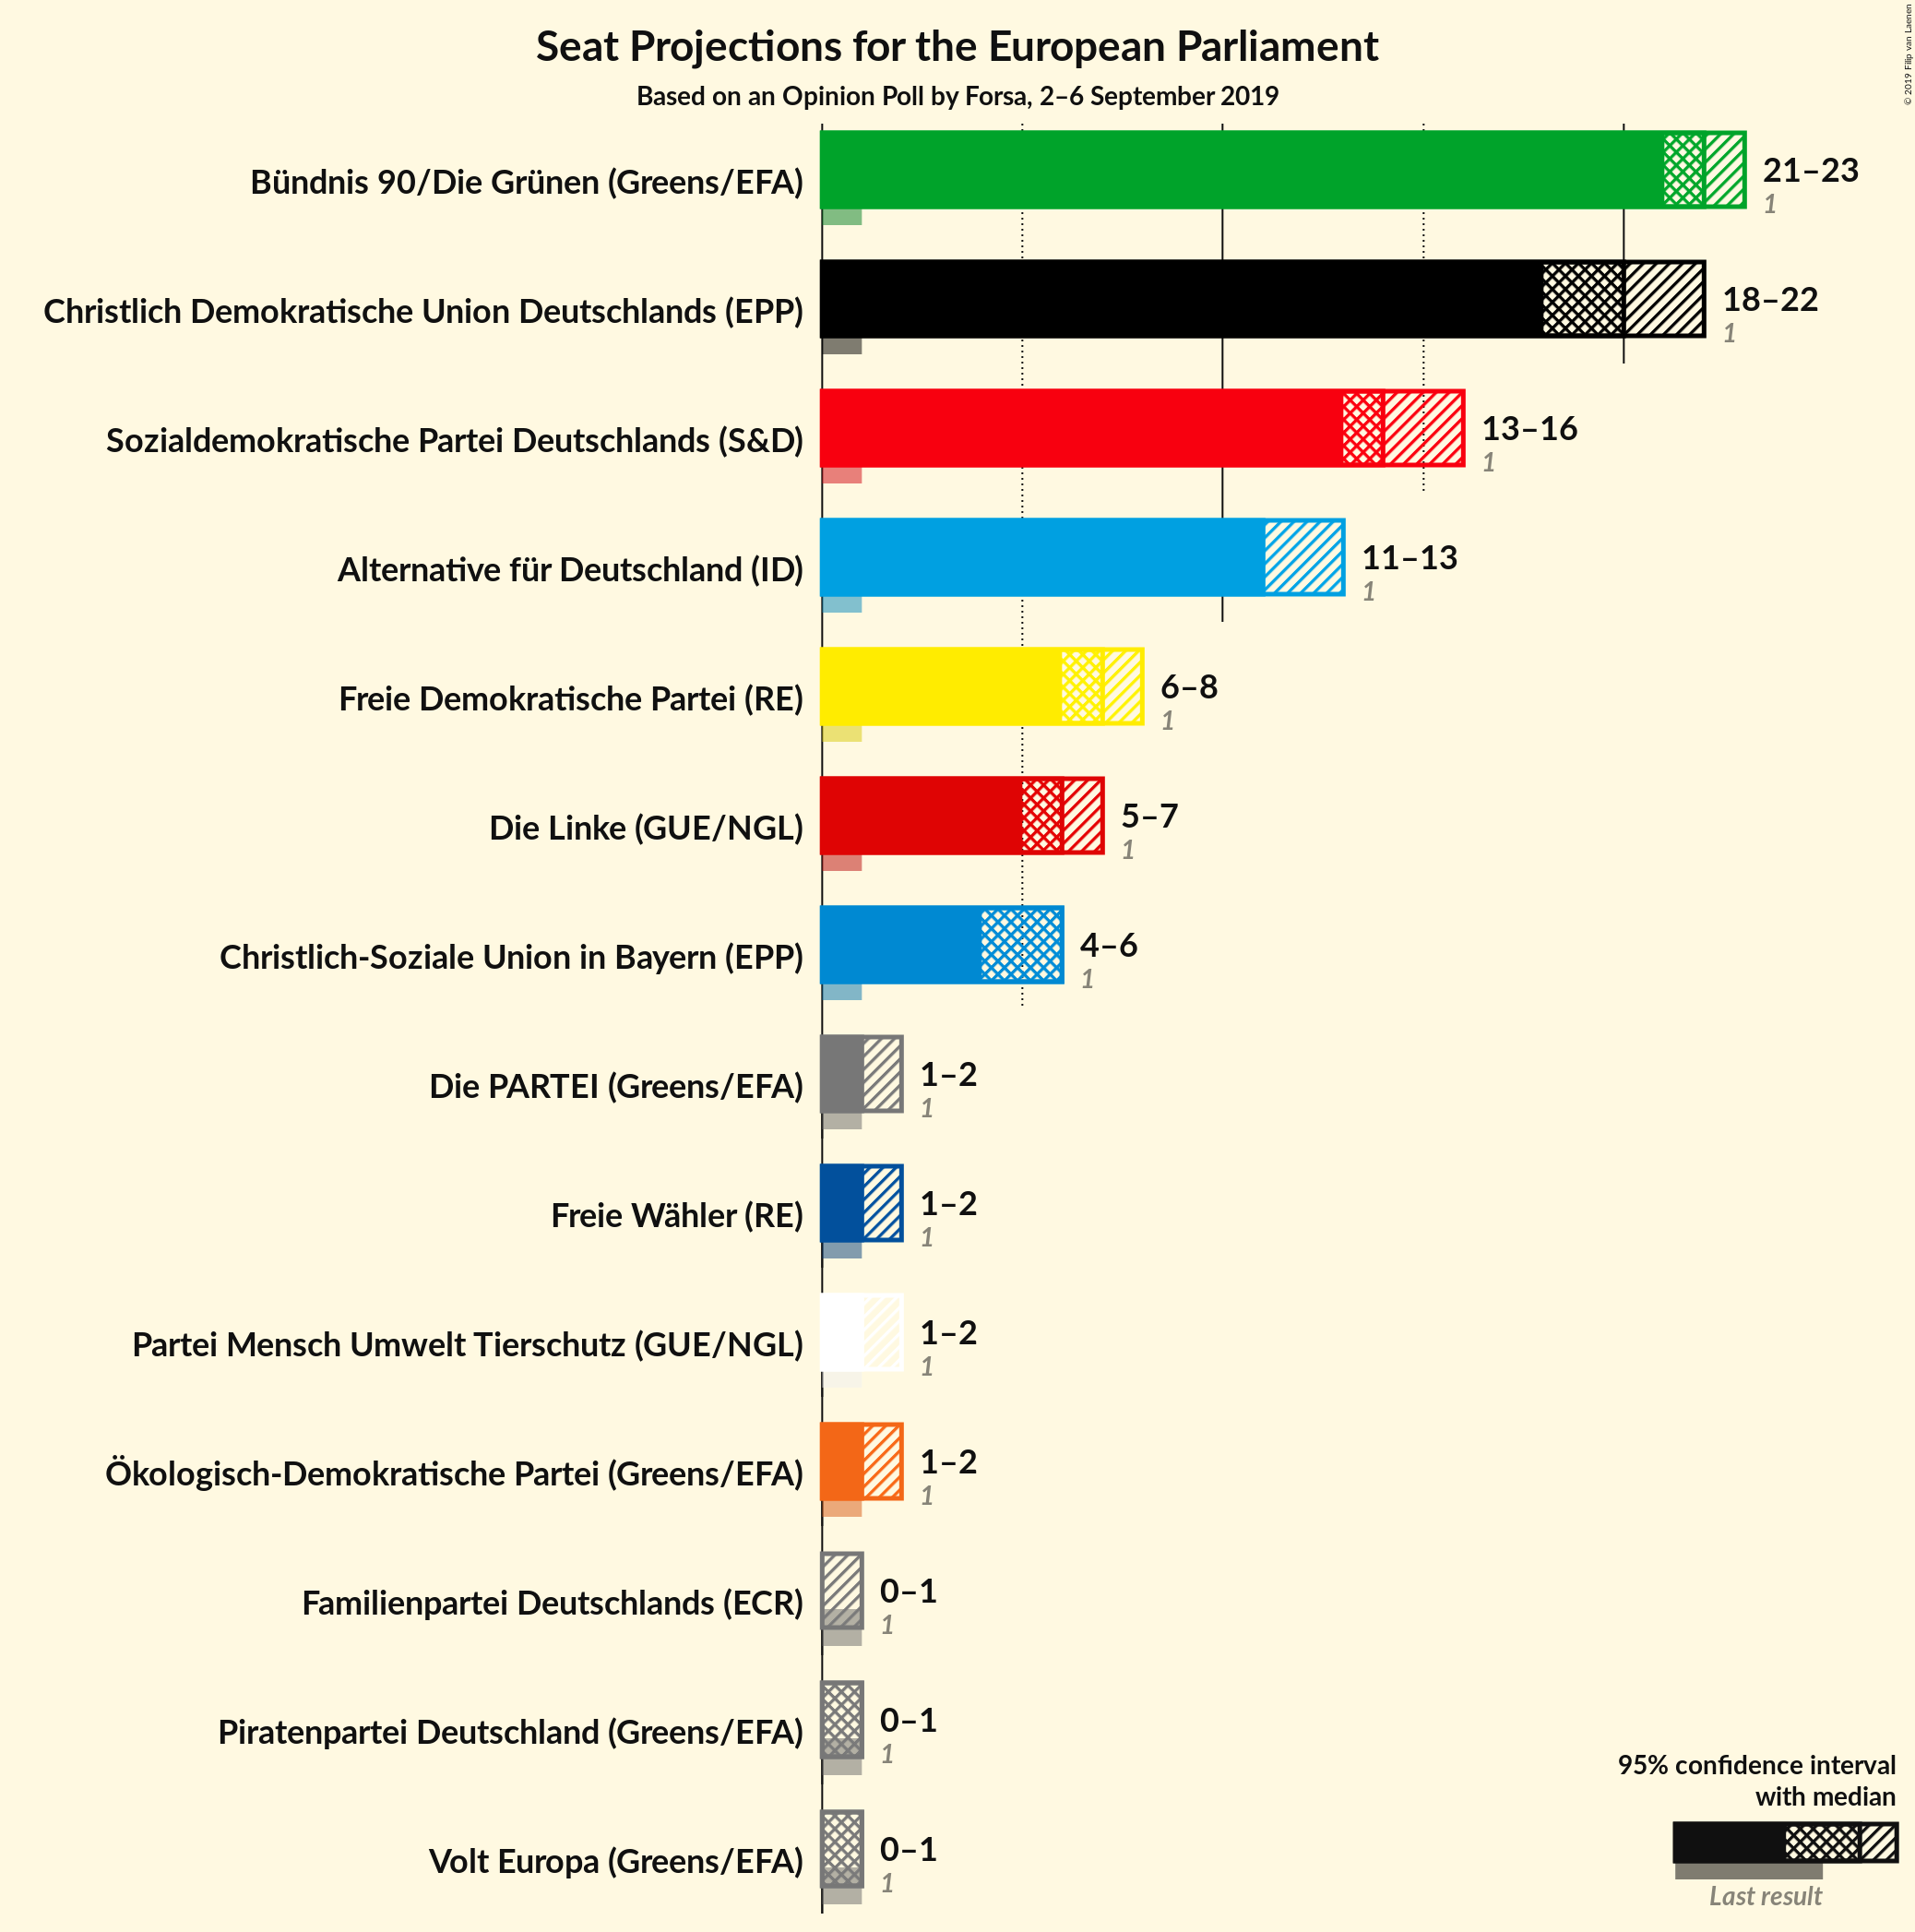 Seat Projections for the European Parliament
Based on an Opinion Poll by Forsa, 2–6 September 2019
© 2019 Filip van Laenen
Bündnis 90/Die Grünen (Greens/EFA)
21–23
1
Christlich Demokratische Union Deutschlands (EPP)
18–22
1
Sozialdemokratische Partei Deutschlands (S&D)
13–16
1
Alternative für Deutschland (ID)
11–13
1
Freie Demokratische Partei (RE)
6–8
1
Die Linke (GUE/NGL)
5–7
1
Christlich-Soziale Union in Bayern (EPP)
4–6
1
Die PARTEI (Greens/EFA)
1–2
1
Freie Wähler (RE)
1–2
1
Partei Mensch Umwelt Tierschutz (GUE/NGL)
1–2
1
Ökologisch-Demokratische Partei (Greens/EFA)
1–2
1
Familienpartei Deutschlands (ECR)
0–1
1
Piratenpartei Deutschland (Greens/EFA)
0–1
1
Volt Europa (Greens/EFA)
0–1
1
95% confidence interval
with median
Last result